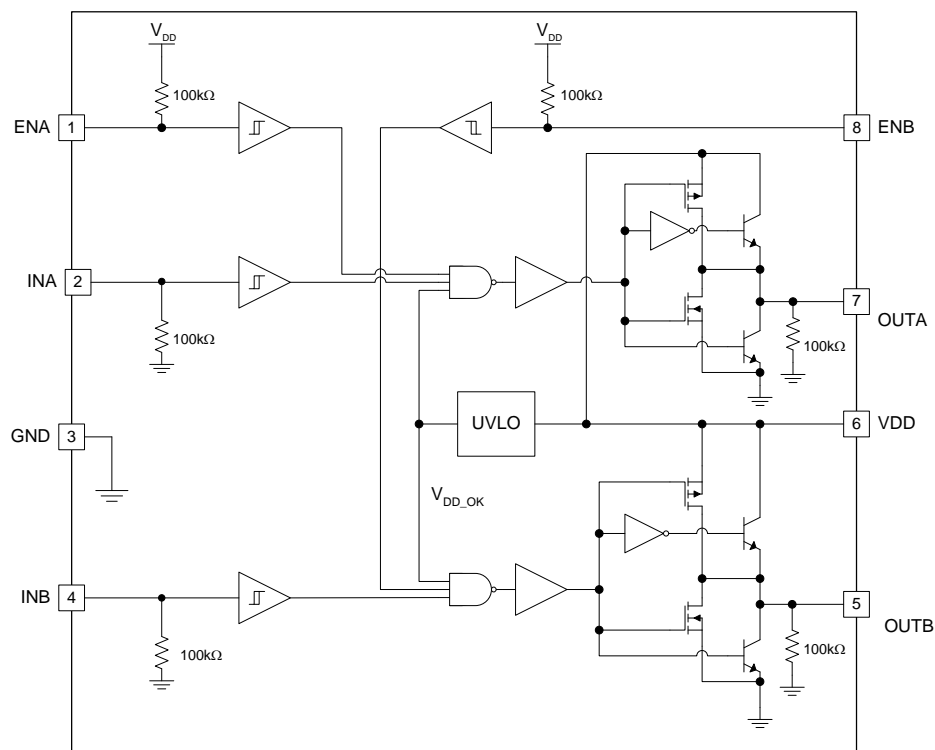 V_DD
V_DD
100kΩ
100kΩ
ENA
1
8
ENB
INA
2
7
OUTA
100kΩ
100kΩ
GND
3
UVLO
6
VDD
V_DD_OK
INB
4
5
OUTB
100kΩ
100kΩ